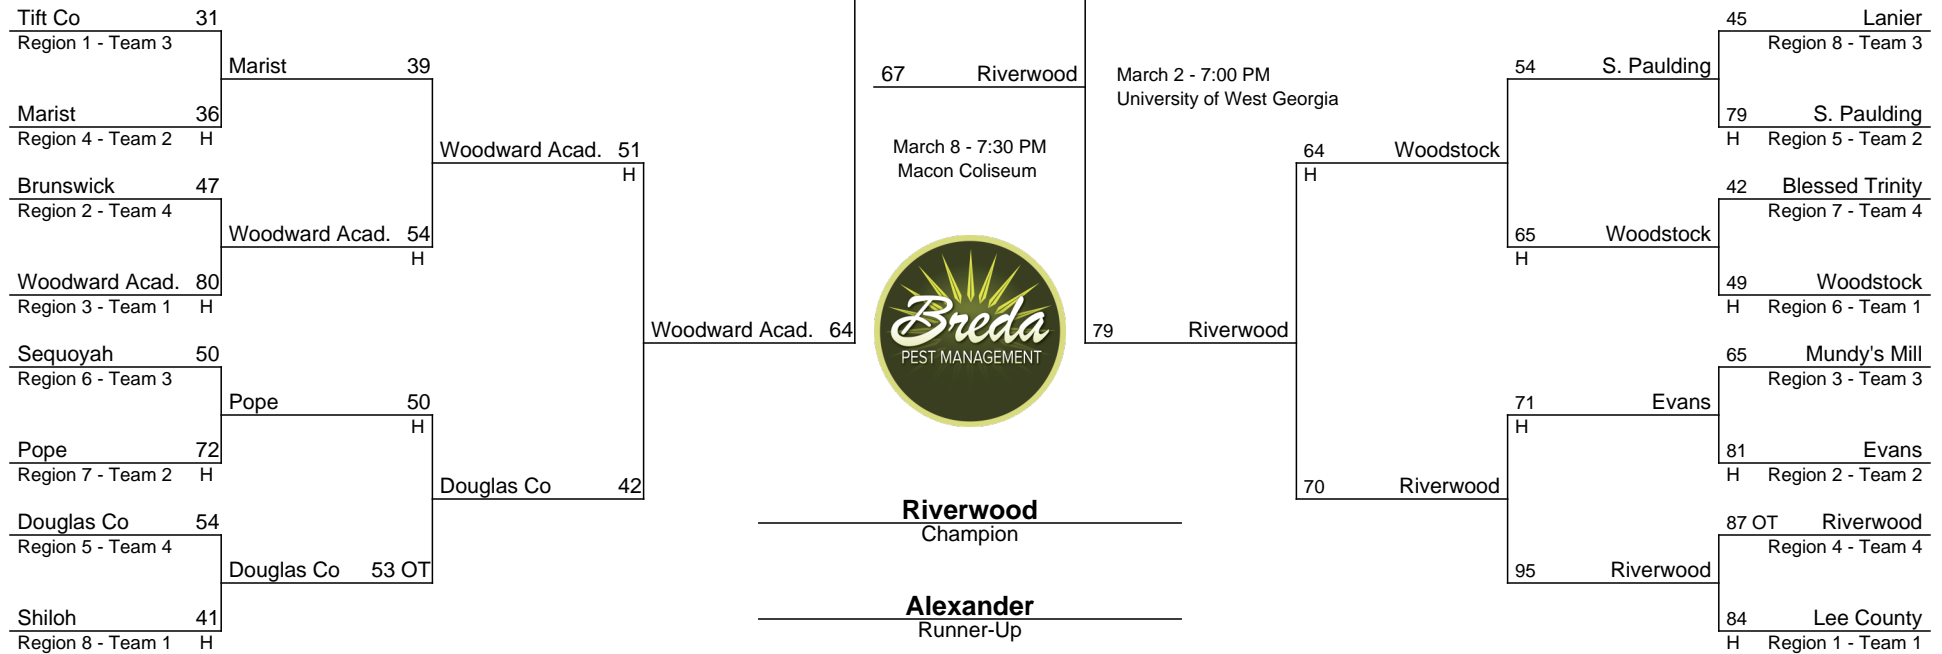 Tift Co 31
Region 1 - Team 3
Marist 39
Marist 36
Region 4 - Team 2 H
Woodward Acad. 51
H
Brunswick 47
Region 2 - Team 4
Woodward Acad. 54
H
Woodward Acad. 80
Region 3 - Team 1 H
Woodward Acad. 64
Sequoyah 50
Region 6 - Team 3
Pope 50
H
Pope 72
Region 7 - Team 2 H
Douglas Co 42
Douglas Co 54
Region 5 - Team 4
Douglas Co 53 OT
Shiloh 41
Region 8 - Team 1 H
67 Riverwood
March 8 - 7:30 PM
Macon Coliseum
Breda
PEST MANAGEMENT
Riverwood
Champion
Alexander
Runner-Up
March 2 - 7:00 PM
University of West Georgia
79 Riverwood
64 Woodstock
H
70 Riverwood
54 S. Paulding
65 Woodstock
H
71 Evans
H
95 Riverwood
45 Lanier
Region 8 - Team 3
79 S. Paulding
H Region 5 - Team 2
42 Blessed Trinity
Region 7 - Team 4
49 Woodstock
H Region 6 - Team 1
65 Mundy's Mill
Region 3 - Team 3
81 Evans
H Region 2 - Team 2
87 OT Riverwood
Region 4 - Team 4
84 Lee County
H Region 1 - Team 1